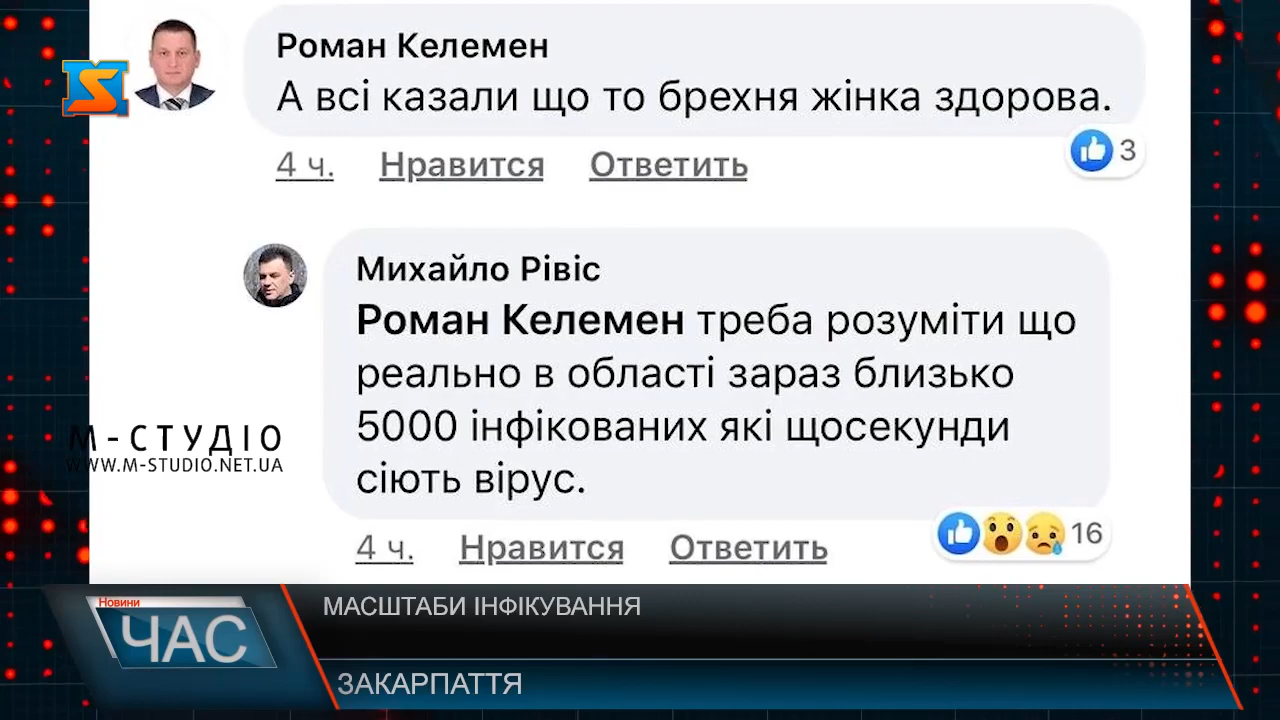 Роман Келемен
А всі казали що то брехня жінка здорова.
4 ч. Нравится Ответить
3
Михайло Рівіс
Роман Келемен треба розуміти що
реально в області зараз близько
5000 інфікованих які щосекунди
сіють вірус.
4 ч. Нравится Ответить
16
М-СТУДІО
WWW.M-STUDIO.NET.UA
Новини
ЧАС
МАСШТАБИ ІНФІКУВАННЯ
ЗАКАРПАТТЯ